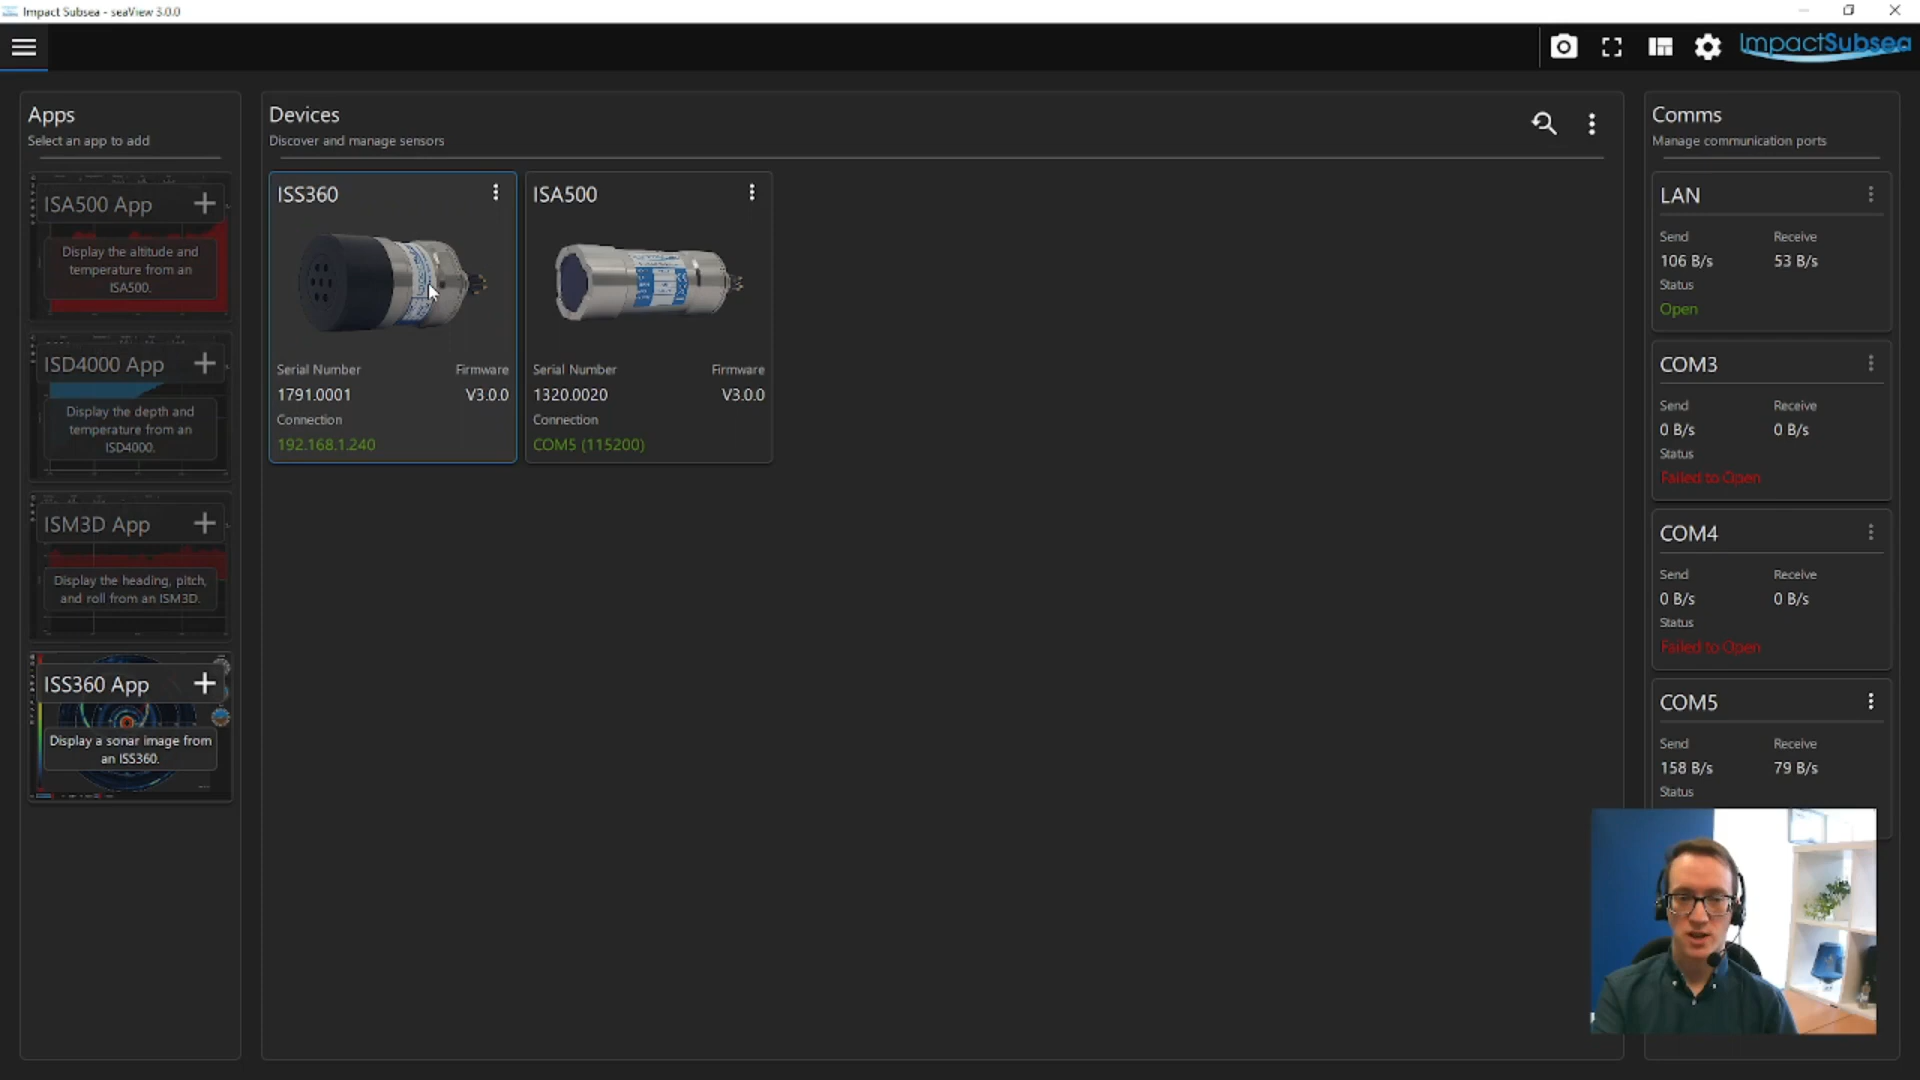 Impact Subsea - seaView 3.0.0
ImpactSubsea
Apps
Select an app to add
ISA500 App
Display the altitude and
temperature from an
ISA500.
ISD4000 App
Display the depth and
temperature from an
ISD4000.
ISM3D App
Display the heading, pitch,
and roll from an ISM3D.
ISS360 App
Display a sonar image from
an ISS360.
Devices
Discover and manage sensors
ISS360
Serial Number Firmware
1791.0001 V3.0.0
Connection
192.168.1.240
ISA500
Serial Number Firmware
1320.0020 V3.0.0
Connection
COM5 (115200)
Comms
Manage communication ports
LAN
Send Receive
106 B/s 53 B/s
Status
Open
COM3
Send Receive
0 B/s 0 B/s
Status
Failed to Open
COM4
Send Receive
0 B/s 0 B/s
Status
Failed to Open
COM5
Send Receive
158 B/s 79 B/s
Status